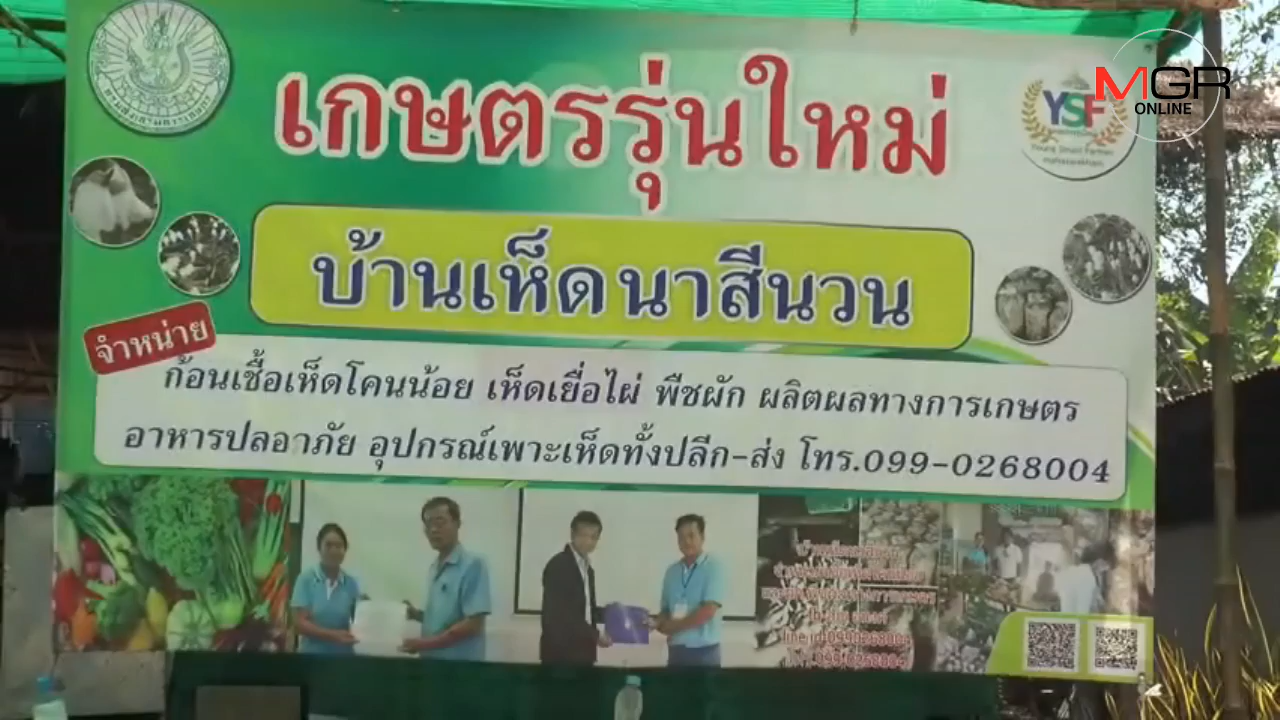 MGR
ONLINE
เกษตรรุ่นใหม่
YSF
Young Smart Farmer
mahasarakham
บ้านเห็ดนาสีนวน
จำหน่าย
ก้อนเชื้อเห็ดโคนน้อย เห็ดเยื่อไผ่ พืชผัก ผลิตผลทางการเกษตร
อาหารปลอาภัย อุปกรณ์เพาะเห็ดทั้งปลีก-ส่ง โทร.099-0268004